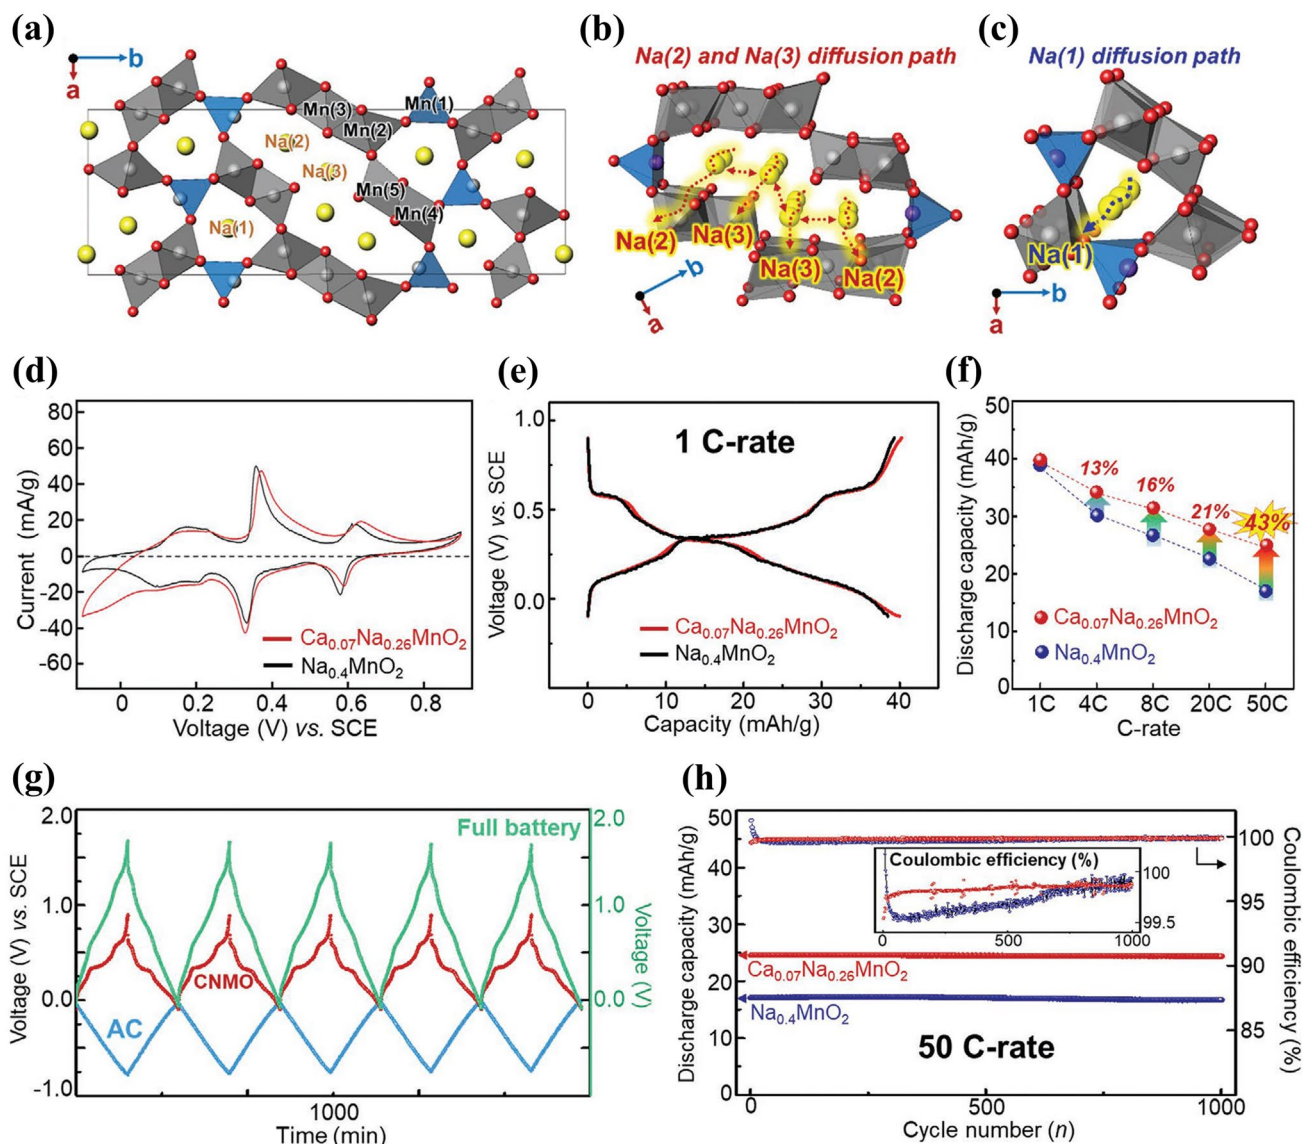 (a)
b
a
Mn(3)
Mn(1)
Mn(2)
Na(2)
Na(3)
Mn(5)
Mn(4)
Na(1)
(b)
Na(2) and Na(3) diffusion path
Na(2)
Na(3)
Na(3)
Na(2)
b
a
(c)
Na(1) diffusion path
Na(1)
b
a
(d)
Current (mA/g)
80
60
40
20
0
-20
-40
-60
Ca0.07Na0.26MnO2
Na0.4MnO2
0
0.2
0.4
0.6
0.8
Voltage (V) vs. SCE
(e)
Voltage (V) vs. SCE
1.0
0.5
0.0
1 C-rate
Ca0.07Na0.26MnO2
Na0.4MnO2
0
10
20
30
40
Capacity (mAh/g)
(f)
Discharge capacity (mAh/g)
50
40
30
20
10
0
13%
16%
21%
43%
Ca0.07Na0.26MnO2
Na0.4MnO2
1C
4C
8C
20C
50C
C-rate
(g)
Voltage (V) vs. SCE
2.0
1.0
0.0
-1.0
Full battery
CNMO
AC
2.0
1.0
0.0
Voltage (V)
1000
Time (min)
(h)
Discharge capacity (mAh/g)
50
40
30
20
10
0
Coulombic efficiency (%)
100
99.5
0
500
1000
Ca0.07Na0.26MnO2
Na0.4MnO2
50 C-rate
100
95
90
85
Coulombic efficiency (%)
0
500
1000
Cycle number (n)